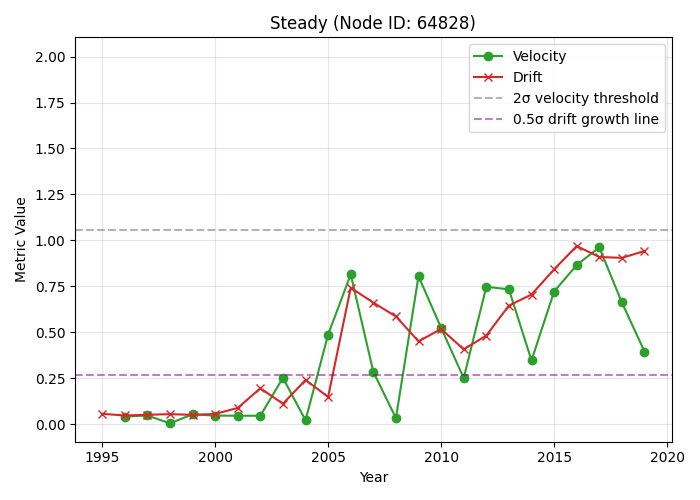 Steady (Node ID: 64828)
Velocity
Drift
2σ velocity threshold
0.5σ drift growth line
Metric Value
2.00
1.75
1.50
1.25
1.00
0.75
0.50
0.25
0.00
1995 2000 2005 2010 2015 2020
Year